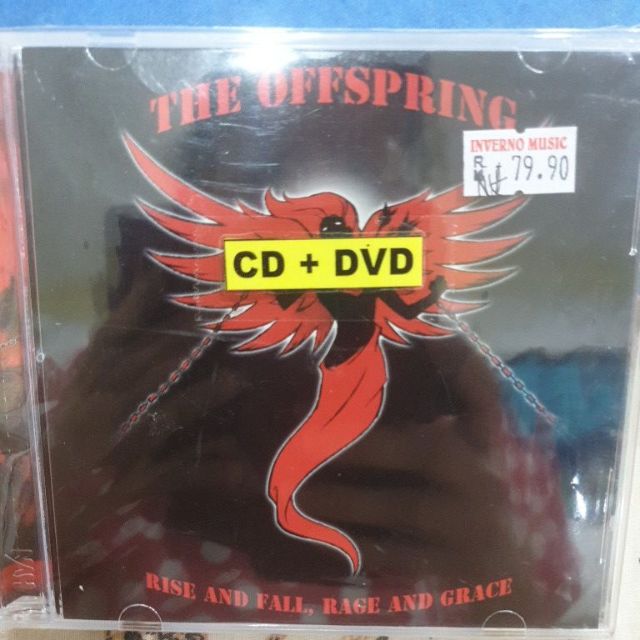 THE OFFSPRING
INVERNO MUSIC
79.90
CD + DVD
RISE AND FALL, RAGE AND GRACE